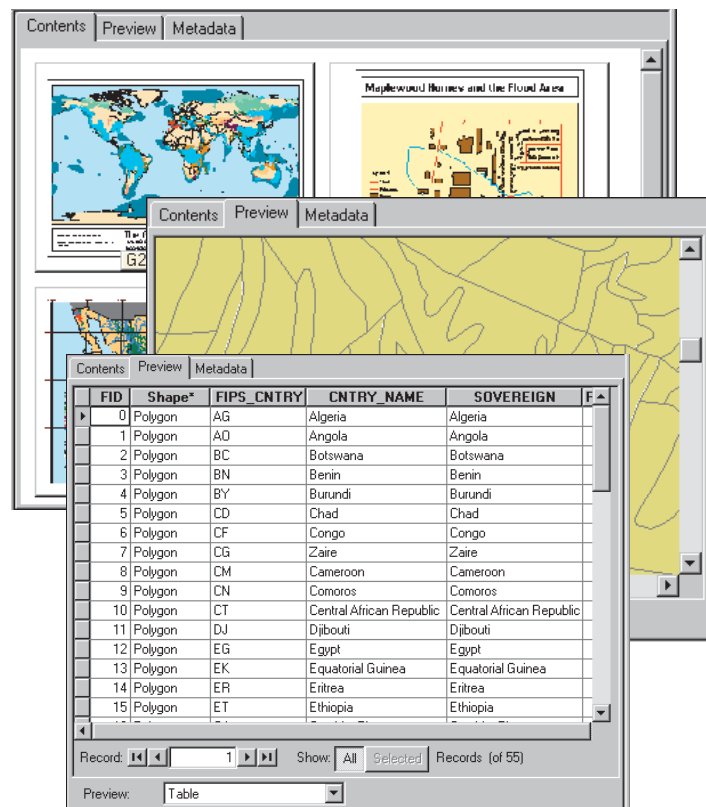 Contents Preview Metadata
Maplewood Homes and the Flood Area
G2
Contents Preview Metadata
Contents Preview Metadata
FID Shape* FIPS_CNTRY CNTRY_NAME SOVEREIGN F
0 Polygon AG Algeria Algeria
1 Polygon AO Angola Angola
2 Polygon BC Botswana Botswana
3 Polygon BN Benin Benin
4 Polygon BY Burundi Burundi
5 Polygon CD Chad Chad
6 Polygon CF Congo Congo
7 Polygon CG Zaire Zaire
8 Polygon CM Cameroon Cameroon
9 Polygon CN Comoros Comoros
10 Polygon CT Central African Republic Central African Republic
11 Polygon DJ Djibouti Djibouti
12 Polygon EG Egypt Egypt
13 Polygon EK Equatorial Guinea Equatorial Guinea
14 Polygon ER Eritrea Eritrea
15 Polygon ET Ethiopia Ethiopia
Record: 1 Show: All Selected Records (of 55)
Preview: Table